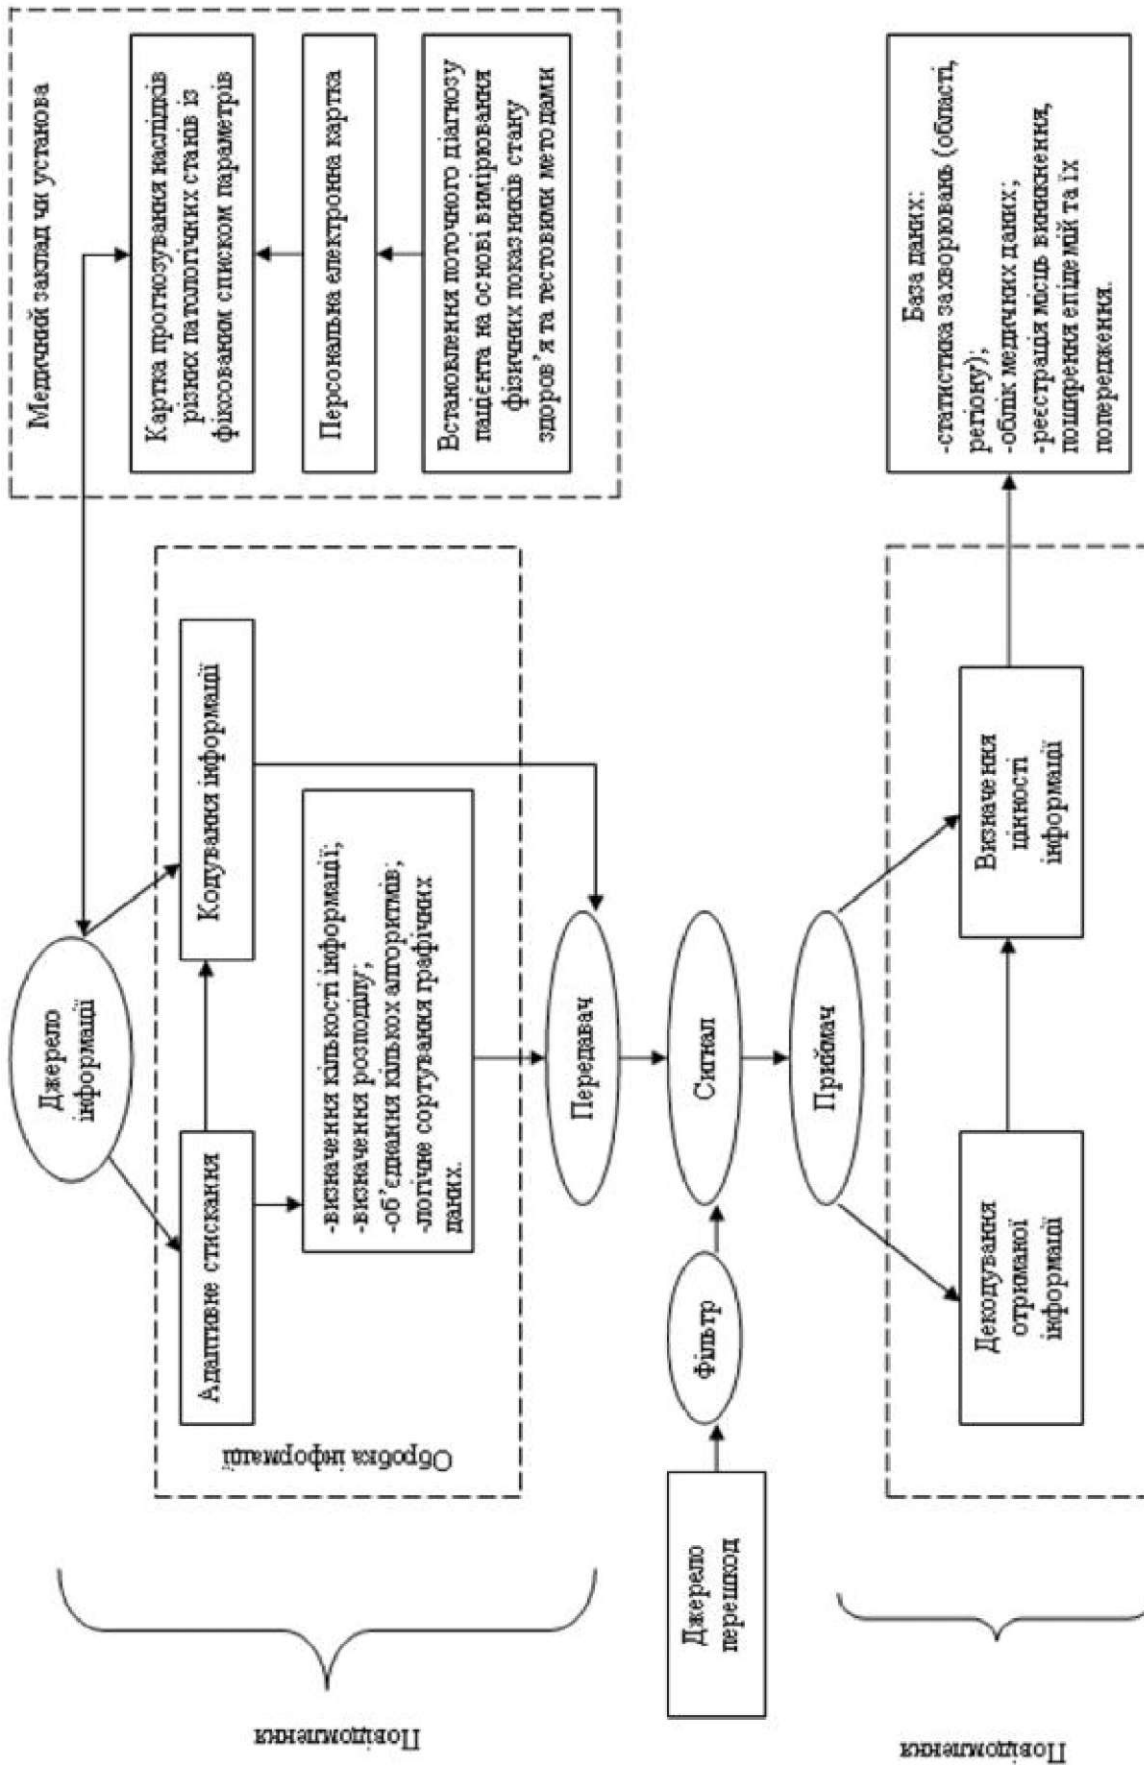 Медичний заклад чи установа
Картка прогнозування наслідків
різних патологічних станів із
фіксованим списком параметрів
Персональна електронна картка
Встановлення поточного діагнозу
пацієнта на основі вимірювання
фізичних показників стану
здоров'я та тестовими методами
Джерело
інформації
Адаптивне стискання
Кодування інформації
-визначення кількості інформації;
-визначення розподілу;
-об'єднання кількох алгоритмів;
-логічне сортування графічних
даних.
Обробка інформації
Повідомлення
Передавач
Джерело
перешкод
Фільтр
Сигнал
Приймач
Декодування
отриманої
інформації
Визначення
цінності
інформації
База даних:
-статистика захворювань (області,
регіону);
-облік медичних даних;
-реєстрація місць виникнення,
поширення епідемій та їх
попередження.
Повідомлення